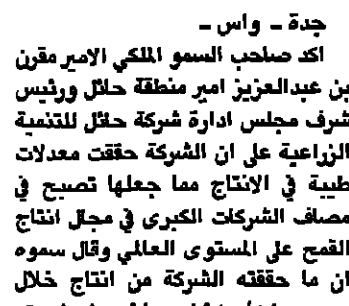 جدة ـ واس ـ
اكد صاحب السمو الملكي الامير مقرن
بن عبدالعزيز امير منطقة حائل ورئيس
شرف مجلس ادارة شركة حائل للتنمية
الزراعية على ان الشركة حققت معدلات
طيبة في الانتاج مما جعلها تصبح في
مصاف الشركات الكبرى في مجال انتاج
القمح على المستوى العالمي وقال سموه
ان ما حققته الشركة من انتاج خلال